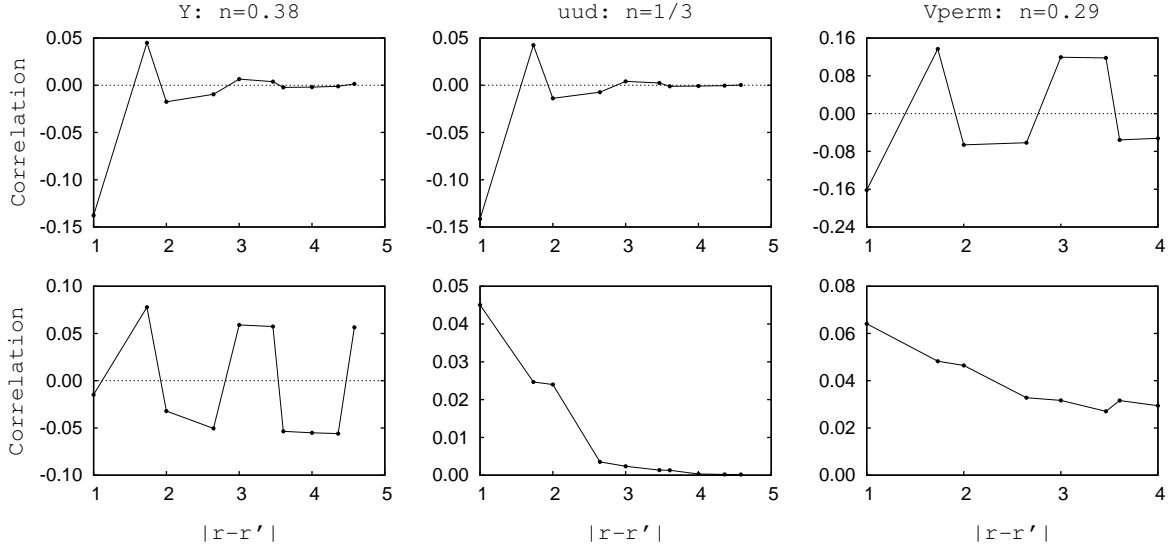 Y: n=0.38
uud: n=1/3
Vperm: n=0.29
Correlation
0.05
0.00
-0.05
-0.10
-0.15
1 2 3 4 5
0.05
0.00
-0.05
-0.10
-0.15
1 2 3 4 5
0.16
0.08
0.00
-0.08
-0.16
-0.24
1 2 3 4
Correlation
0.10
0.05
0.00
-0.05
-0.10
1 2 3 4 5
|r-r'|
0.05
0.04
0.03
0.02
0.01
0.00
1 2 3 4 5
|r-r'|
0.08
0.06
0.04
0.02
0.00
1 2 3 4
|r-r'|